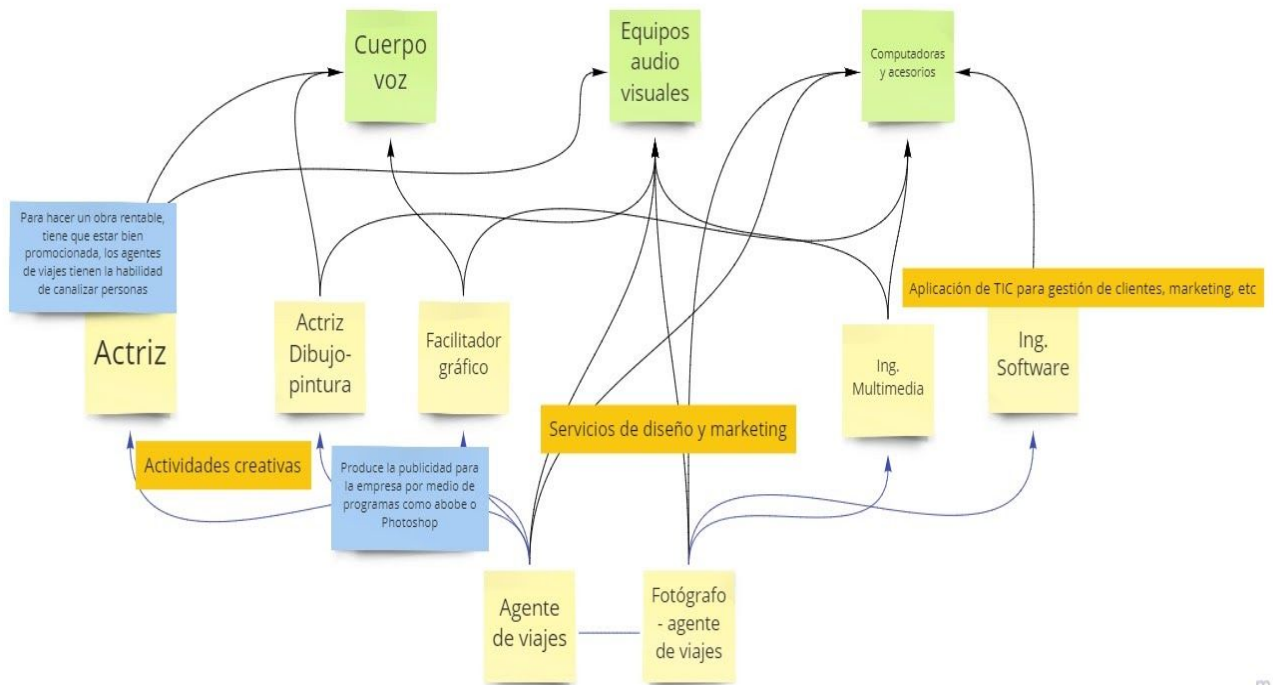 Cuerpo
voz
Equipos
audio
visuales
Computadoras
y acesorios
Para hacer un obra rentable,
tiene que estar bien
promocionada, los agentes
de viajes tienen la habilidad
de canalizar personas
Aplicación de TIC para gestión de clientes, marketing, etc
Actriz
Actriz
Dibujo-
pintura
Facilitador
gráfico
Ing.
Multimedia
Ing.
Software
Servicios de diseño y marketing
Actividades creativas
Produce la publicidad para
la empresa por medio de
programas como abobe o
Photoshop
Agente
de viajes
Fotógrafo
- agente
de viajes